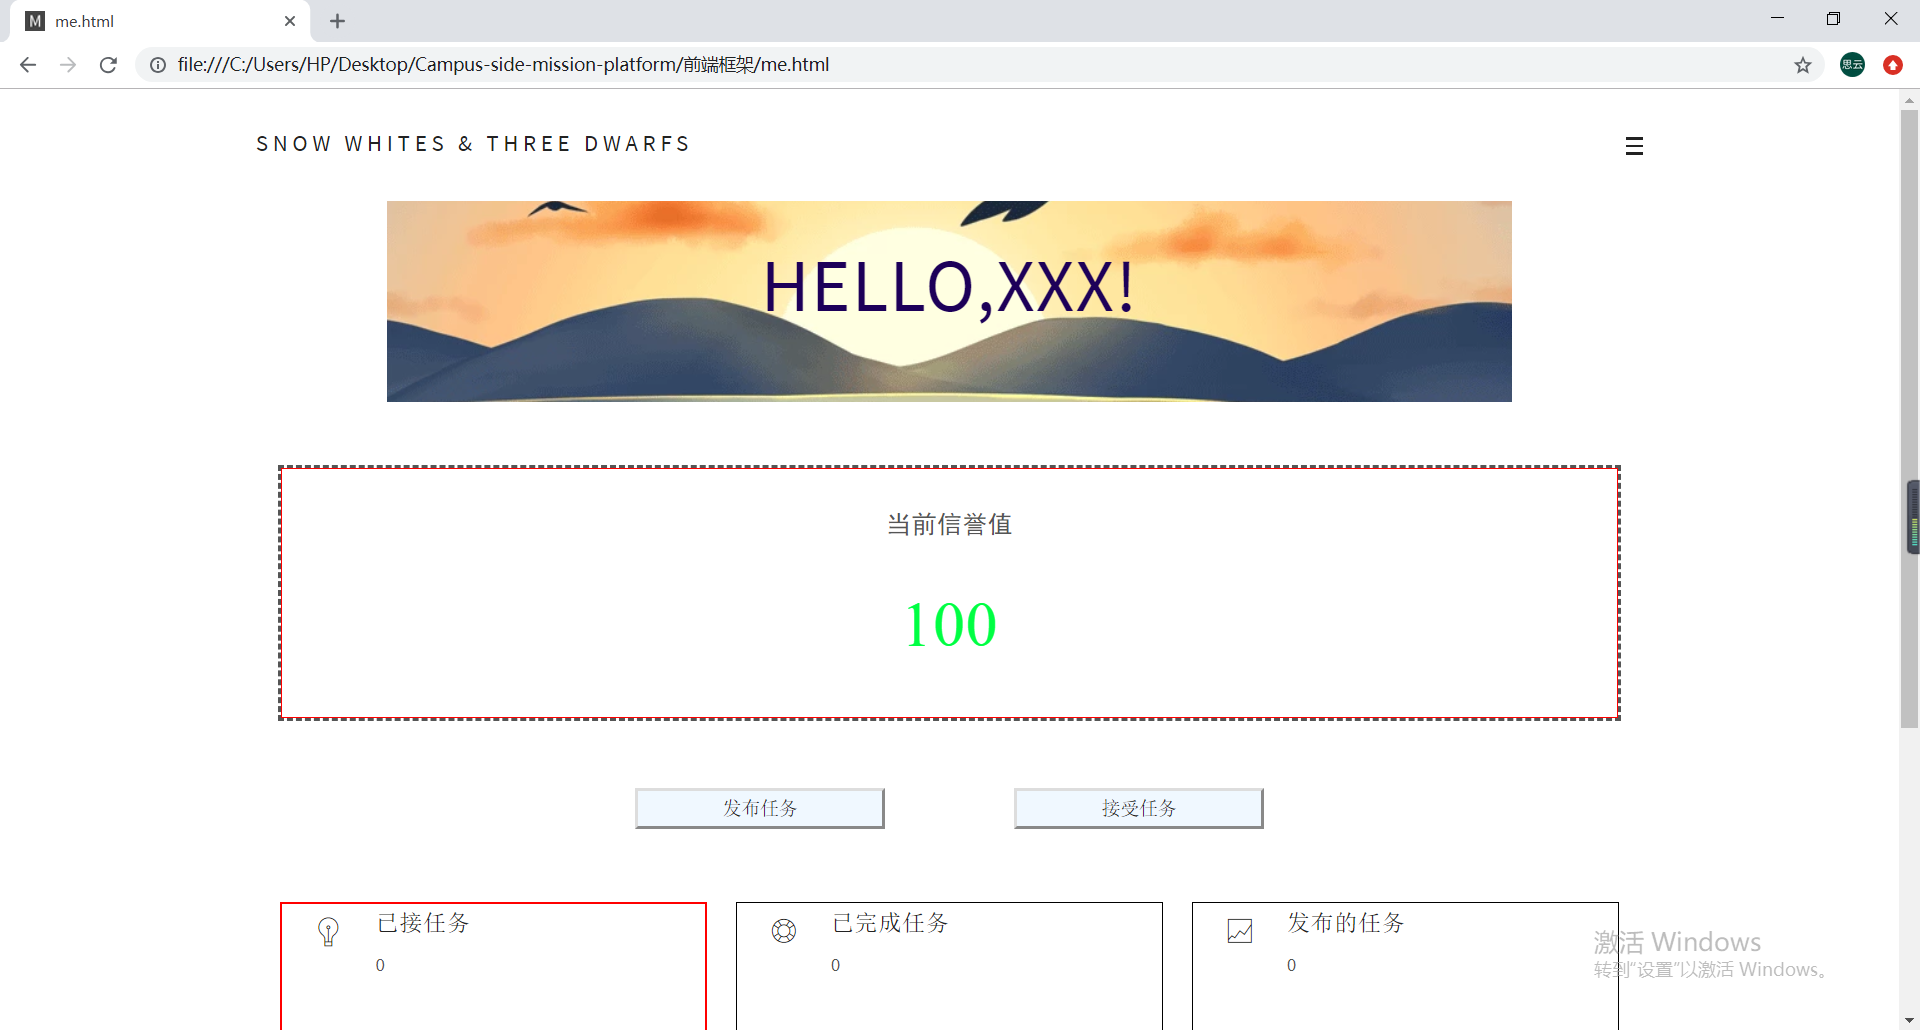 M me.html
file:///C:/Users/HP/Desktop/Campus-side-mission-platform/前端框架/me.html
思云
SNOW WHITES & THREE DWARFS
HELLO,XXX!
当前信誉值
100
发布任务
接受任务
已接任务
0
已完成任务
0
发布的任务
0
激活 Windows
转到“设置”以激活 Windows。